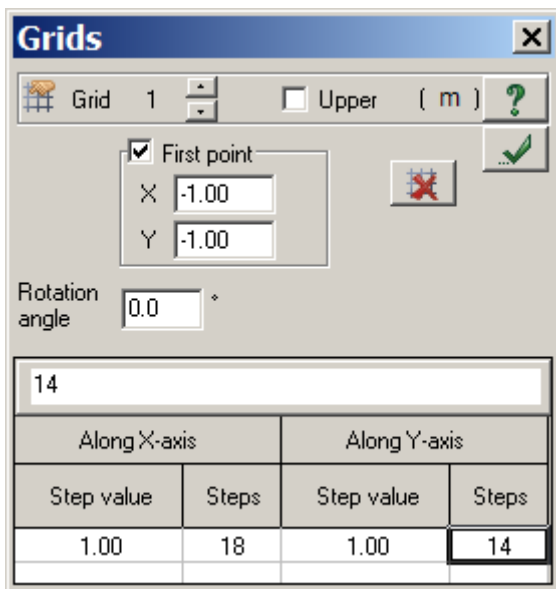 Grids
Grid 1 Upper ( m ) ?
First point
X -1.00
Y -1.00
Rotation
angle 0.0 °
14
Along X-axis Along Y-axis
Step value Steps Step value Steps
1.00 18 1.00 14